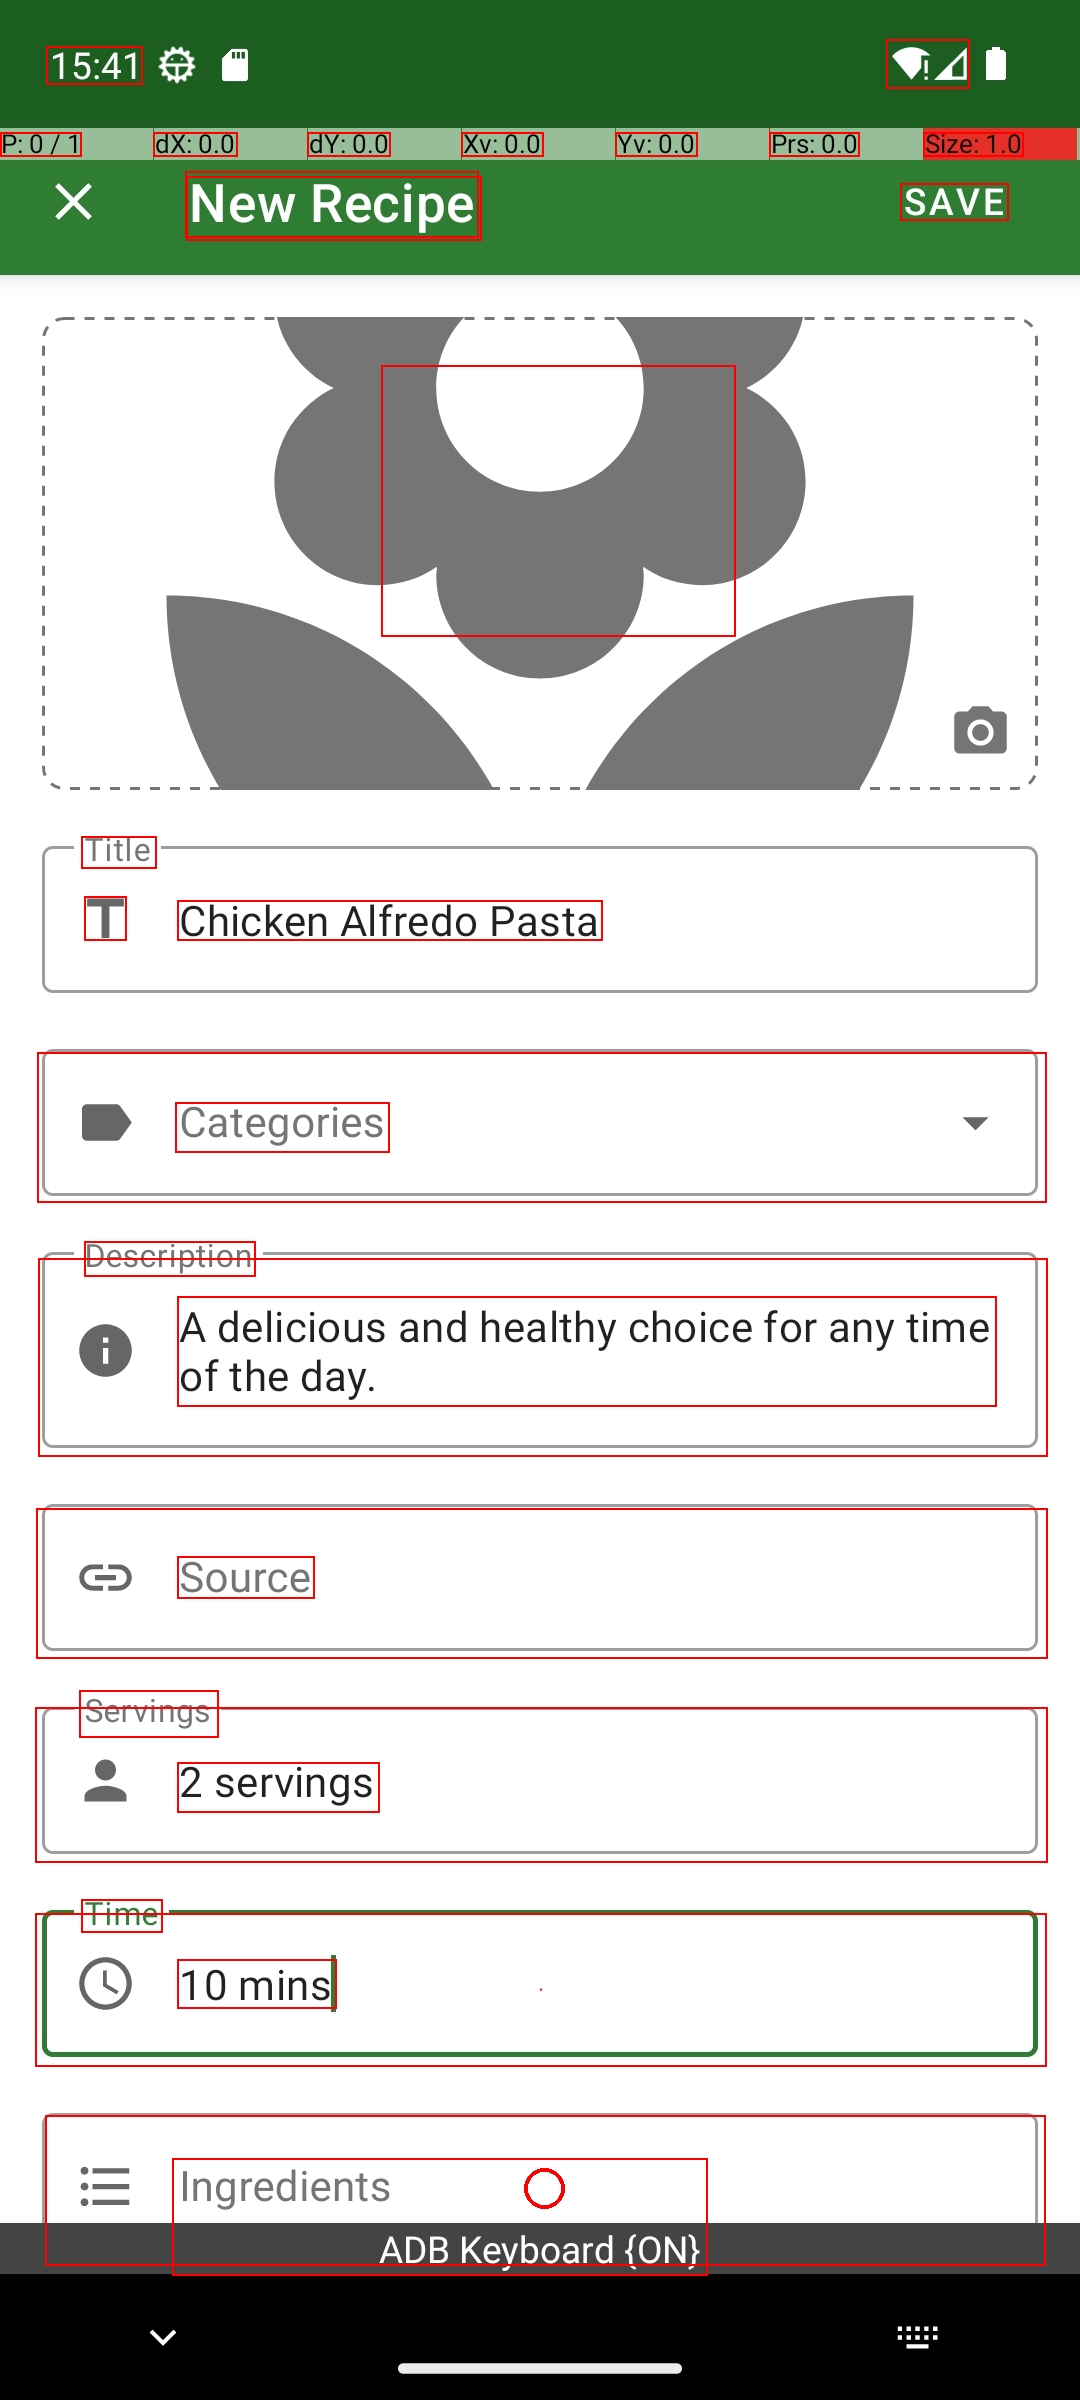 15:41
P: 0 / 1 dX: 0.0 dY: 0.0 Xv: 0.0 Yv: 0.0 Prs: 0.0 Size: 1.0
New Recipe SAVE
Title
T Chicken Alfredo Pasta
Categories
Description
A delicious and healthy choice for any time
of the day.
Source
Servings
2 servings
Time
10 mins
Ingredients
ADB Keyboard {ON}